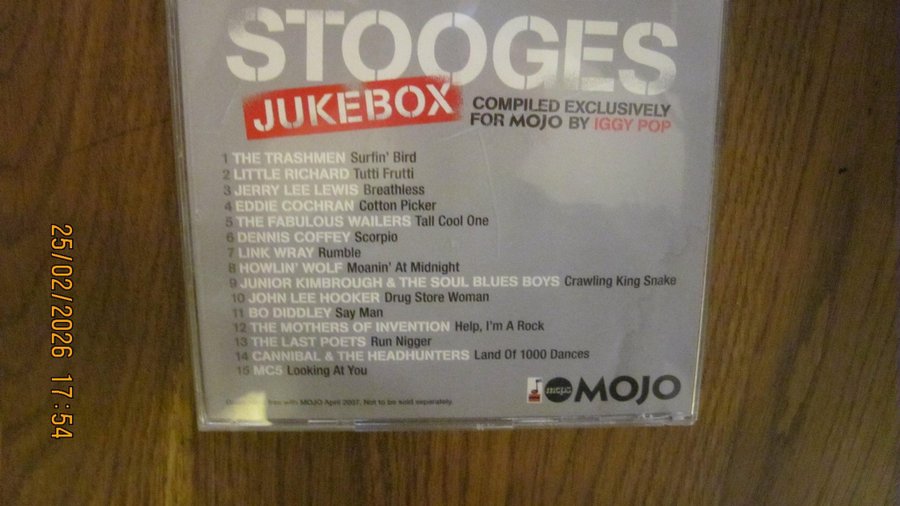 STOOGES
JUKEBOX
COMPILED EXCLUSIVELY
FOR MOJO BY IGGY POP
1 THE TRASHMEN Surfin' Bird
2 LITTLE RICHARD Tutti Frutti
3 JERRY LEE LEWIS Breathless
4 EDDIE COCHRAN Cotton Picker
5 THE FABULOUS WAILERS Tall Cool One
6 DENNIS COFFEY Scorpio
7 LINK WRAY Rumble
8 HOWLIN' WOLF Moanin' At Midnight
9 JUNIOR KIMBROUGH & THE SOUL BLUES BOYS Crawling King Snake
10 JOHN LEE HOOKER Drug Store Woman
11 BO DIDDLEY Say Man
12 THE MOTHERS OF INVENTION Help, I'm A Rock
13 THE LAST POETS Run Nigger
14 CANNIBAL & THE HEADHUNTERS Land Of 1000 Dances
15 MC5 Looking At You
free with MOJO April 2007. Not to be sold separately.
mcps MOJO
25/02/2026 17:54